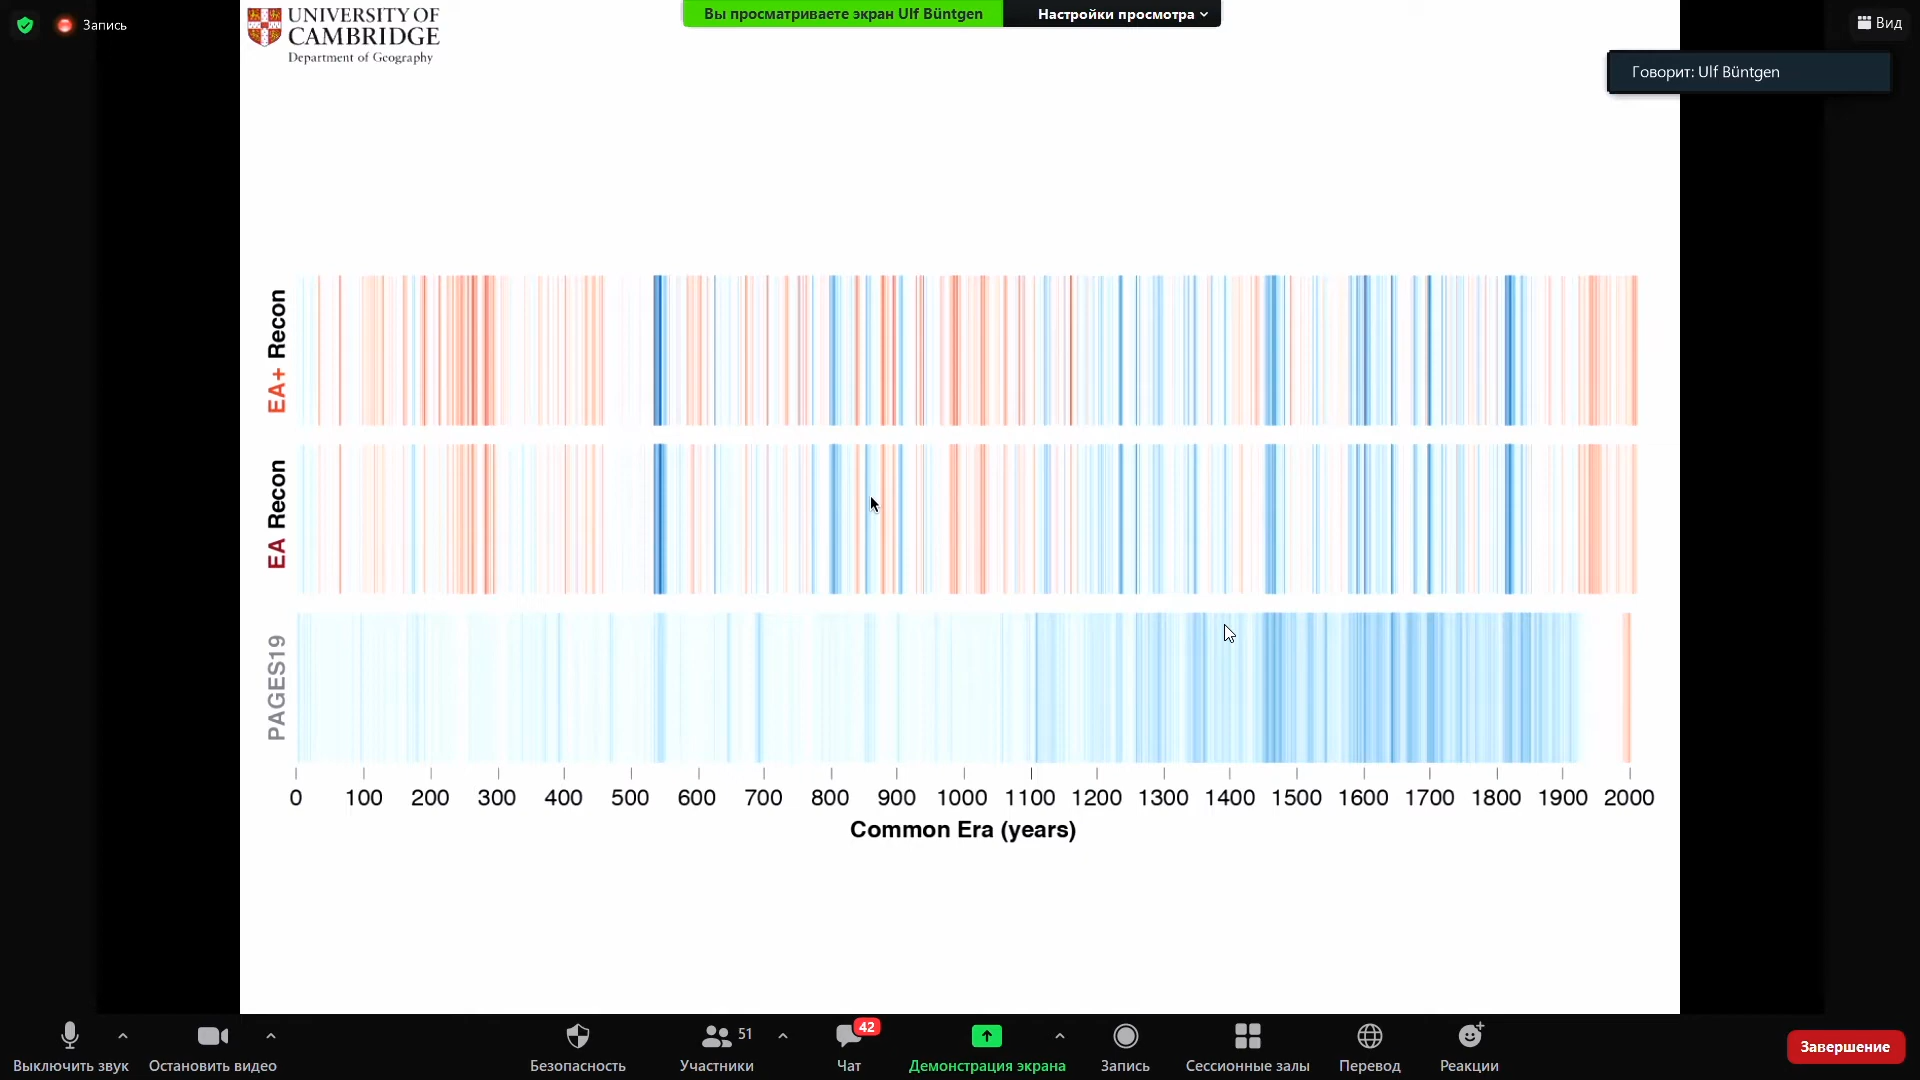 Запись
UNIVERSITY OF
CAMBRIDGE
Department of Geography
Вы просматриваете экран Ulf Büntgen
Настройки просмотра
Вид
Говорит: Ulf Büntgen
EA+ Recon
EA Recon
PAGES19
0 100 200 300 400 500 600 700 800 900 1000 1100 1200 1300 1400 1500 1600 1700 1800 1900 2000
Common Era (years)
51
42
Выключить звук
Остановить видео
Безопасность
Участники
Чат
Демонстрация экрана
Запись
Сессионные залы
Перевод
Реакции
Завершение